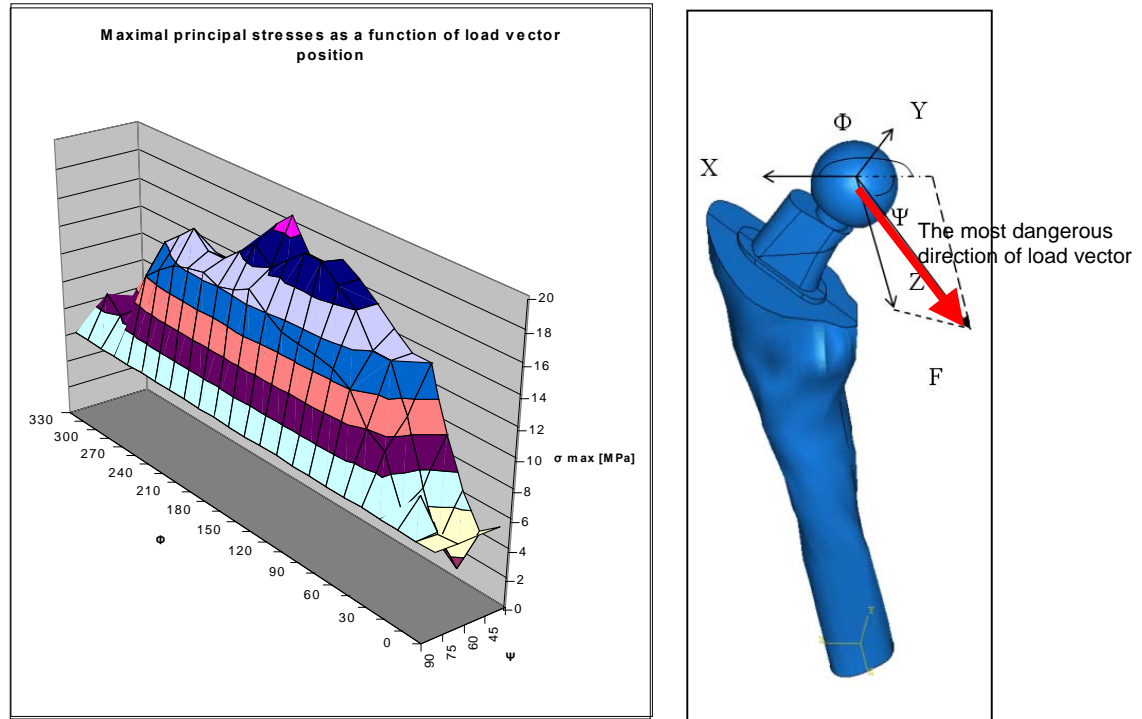 Maximal principal stresses as a function of load vector
position
20
18
16
14
12
10
8
6
4
2
0
σ max [MPa]
330
300
270
240
210
180
150
120
90
60
30
0
Φ
90
75
60
45
Ψ
Φ
Y
X
Ψ
The most dangerous
direction of load vector
Z
F